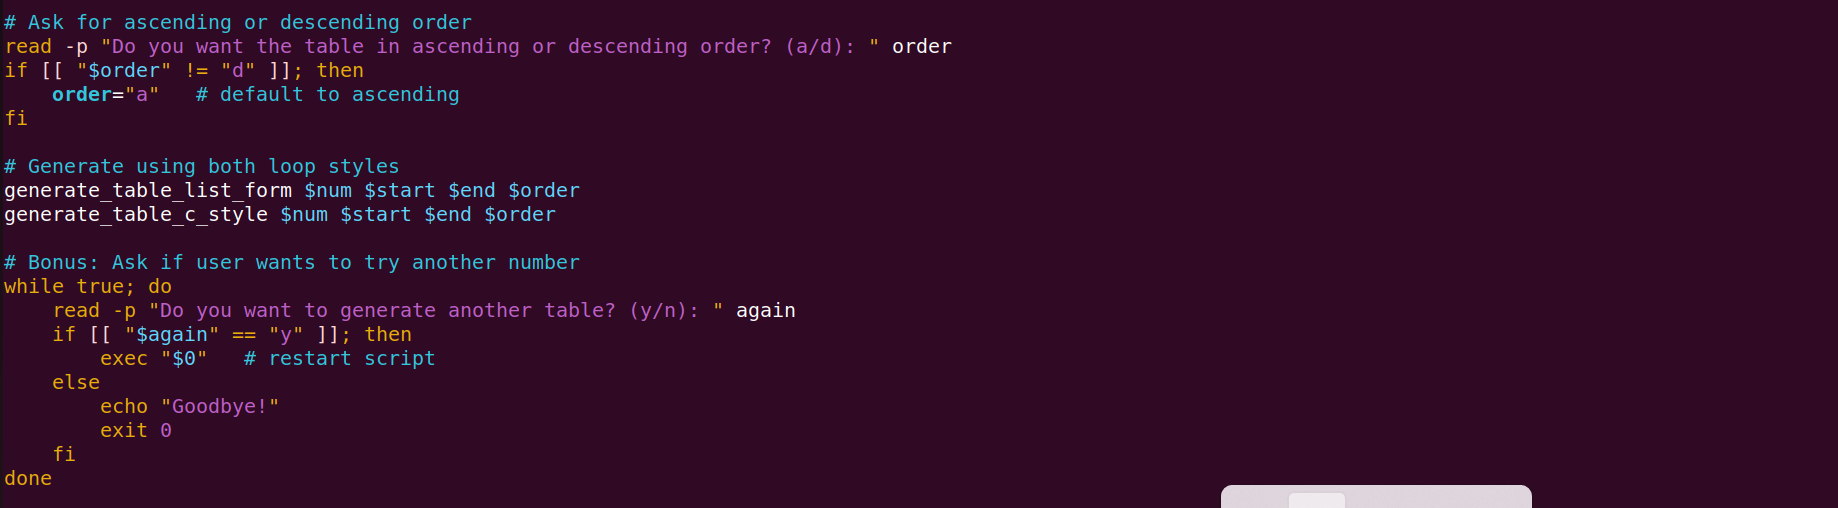 # Ask for ascending or descending order
read -p "Do you want the table in ascending or descending order? (a/d): " order
if [[ "$order" != "d" ]]; then
    order="a"   # default to ascending
fi

# Generate using both loop styles
generate_table_list_form $num $start $end $order
generate_table_c_style $num $start $end $order

# Bonus: Ask if user wants to try another number
while true; do
    read -p "Do you want to generate another table? (y/n): " again
    if [[ "$again" == "y" ]]; then
        exec "$0"   # restart script
    else
        echo "Goodbye!"
        exit 0
    fi
done